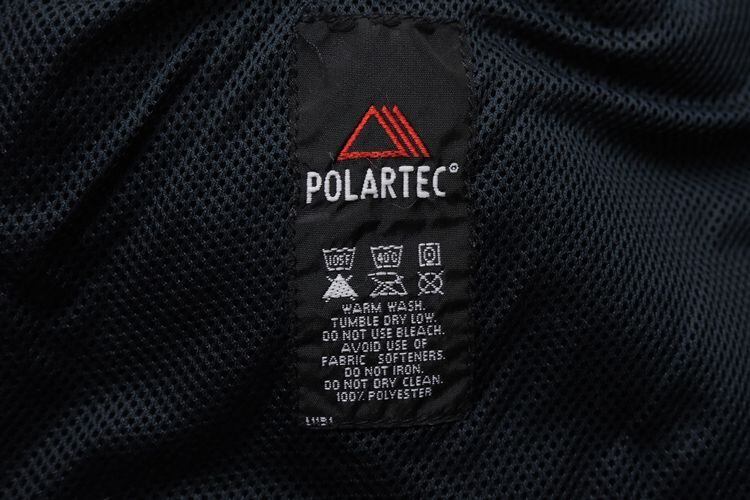 POLARTEC®
105F 40°C
WARM WASH.
TUMBLE DRY LOW.
DO NOT USE BLEACH.
AVOID USE OF
FABRIC SOFTENERS.
DO NOT IRON.
DO NOT DRY CLEAN.
100% POLYESTER